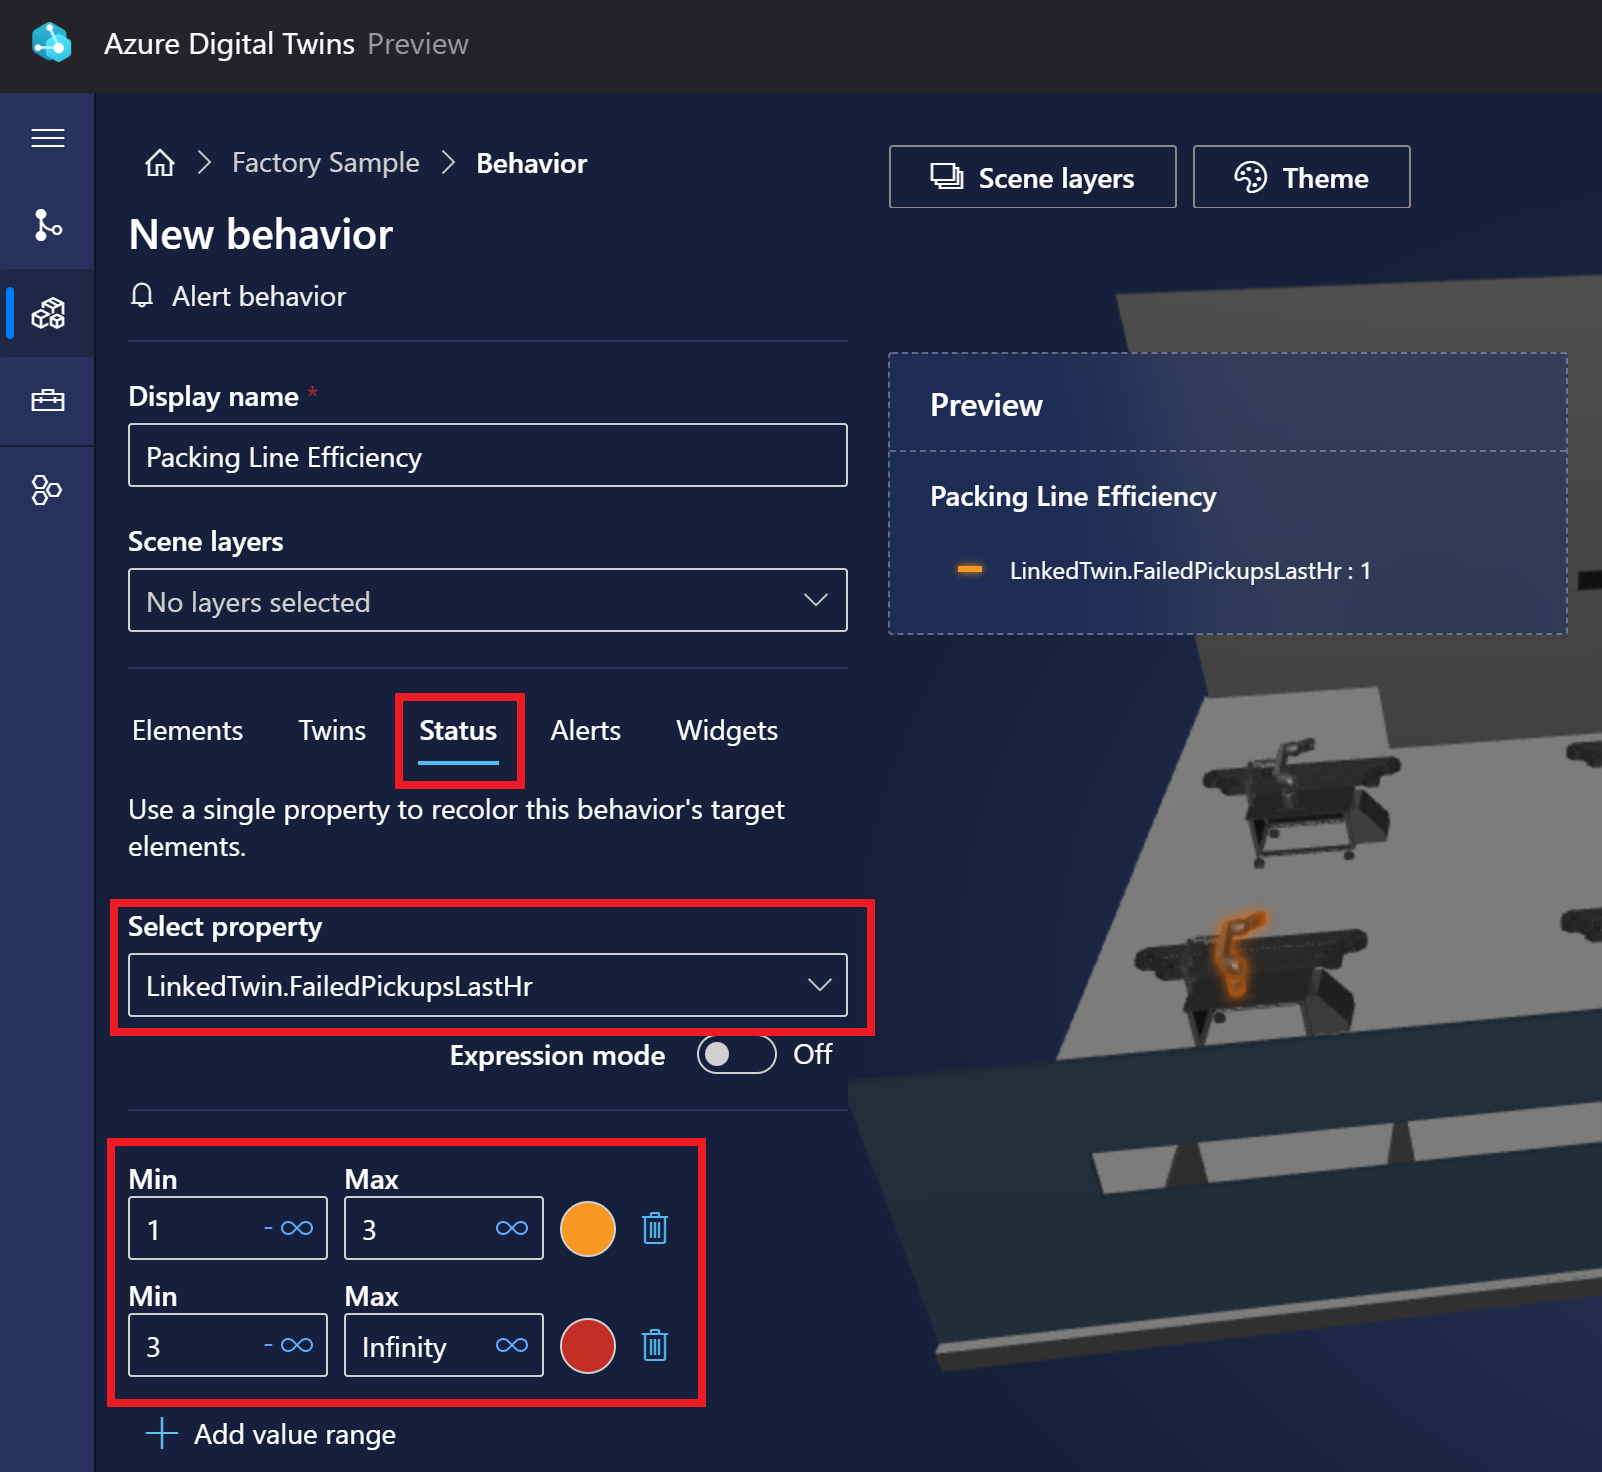 Azure Digital Twins Preview
Factory Sample
Behavior
Scene layers
Theme
New behavior
Alert behavior
Display name *
Packing Line Efficiency
Scene layers
No layers selected
Preview
Packing Line Efficiency
LinkedTwin.FailedPickupsLastHr : 1
Elements
Twins
Status
Alerts
Widgets
Use a single property to recolor this behavior's target
elements.
Select property
LinkedTwin.FailedPickupsLastHr
Expression mode
Off
Min
Max
1
- ∞
3
∞
Min
Max
3
- ∞
Infinity
∞
Add value range